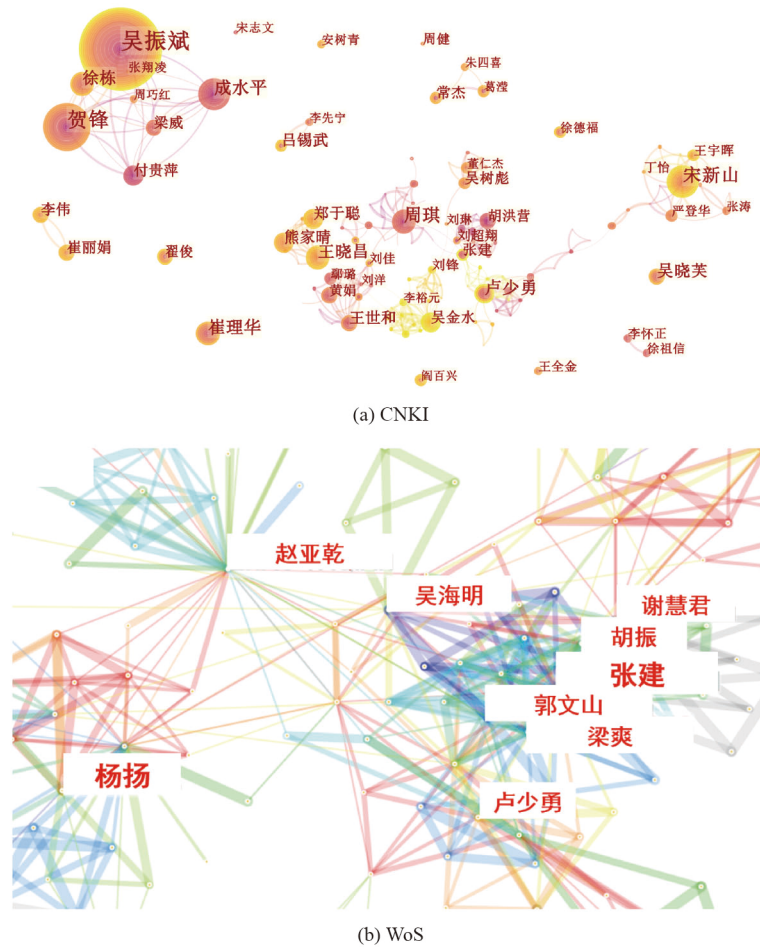 宋志文
安树青
周健
吴振斌
朱四喜
张翔凌
徐栋
葛滢
成水平
常杰
周巧红
李先宁
贺锋
梁威
徐德福
吕锡武
王宇晖
董仁杰
丁怡
付贵萍
吴树彪
宋新山
李伟
郑于聪
周琪
刘琳
胡洪营
严登华
张涛
熊家晴
刘超翔
崔丽娟
翟俊
王晓昌
张建
刘佳
刘锋
吴晓芙
鄢璐
刘洋
黄娟
李裕元
卢少勇
王世和
吴金水
崔理华
李怀正
徐祖信
王全金
阎百兴
(a) CNKI
赵亚乾
吴海明
谢慧君
胡振
张建
郭文山
梁爽
杨扬
卢少勇
(b) WoS